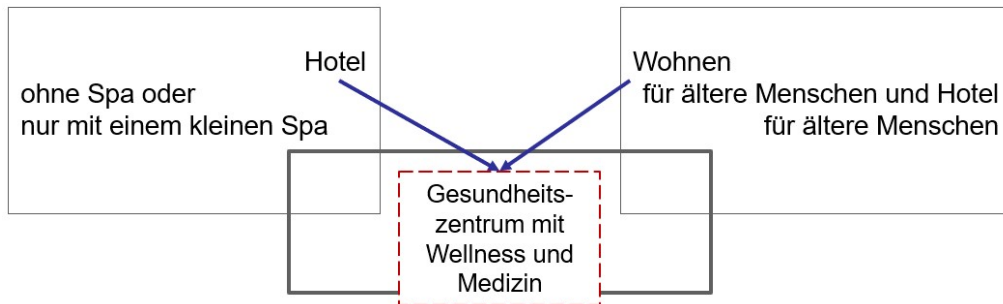 Hotel
ohne Spa oder
nur mit einem kleinen Spa
Wohnen
für ältere Menschen und Hotel
für ältere Menschen
Gesundheits-
zentrum mit
Wellness und
Medizin